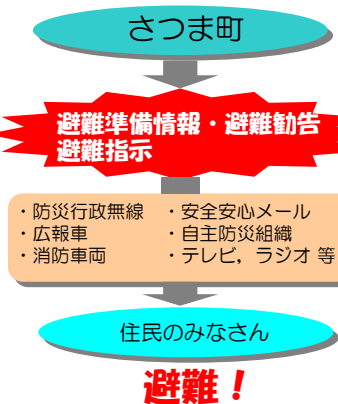 さつま町
避難準備情報・避難勧告
避難指示
・防災行政無線 ・安全安心メール
・広報車 ・自主防災組織
・消防車両 ・テレビ，ラジオ 等
住民のみなさん
避難！